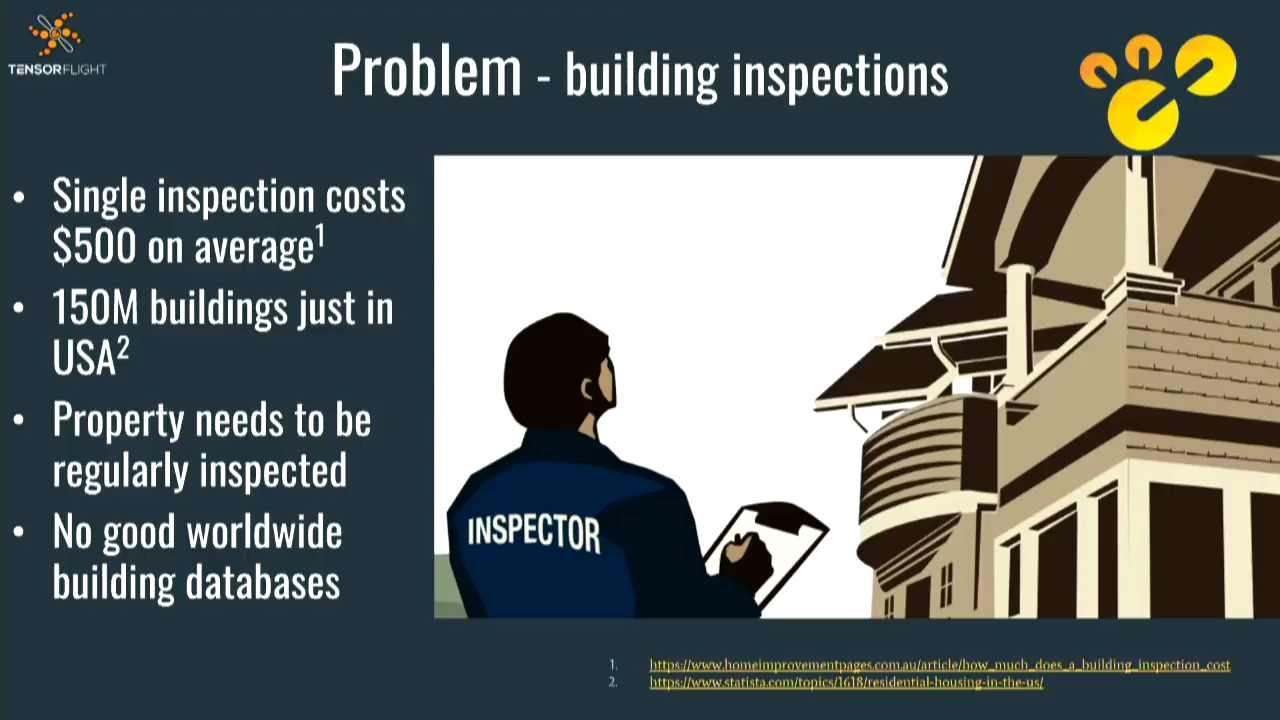 TENSORFLIGHT
Problem - building inspections
• Single inspection costs
$500 on average1
• 150M buildings just in
USA2
• Property needs to be
regularly inspected
• No good worldwide
building databases
INSPECTOR
1. https://www.homeimprovementpages.com.au/article/how_much_does_a_building_inspection_cost
2. https://www.statista.com/topics/1618/residential-housing-in-the-us/